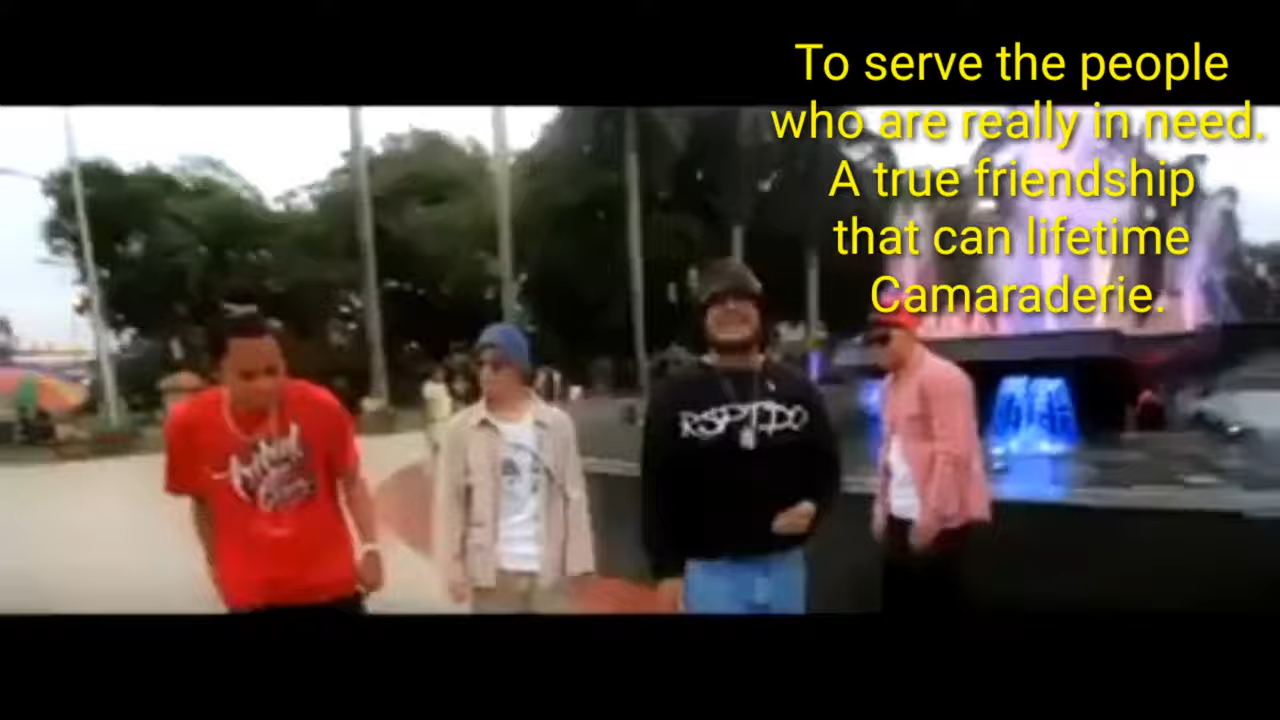 To serve the people
who are really in need.
A true friendship
that can lifetime
Camaraderie.
RSPTDO